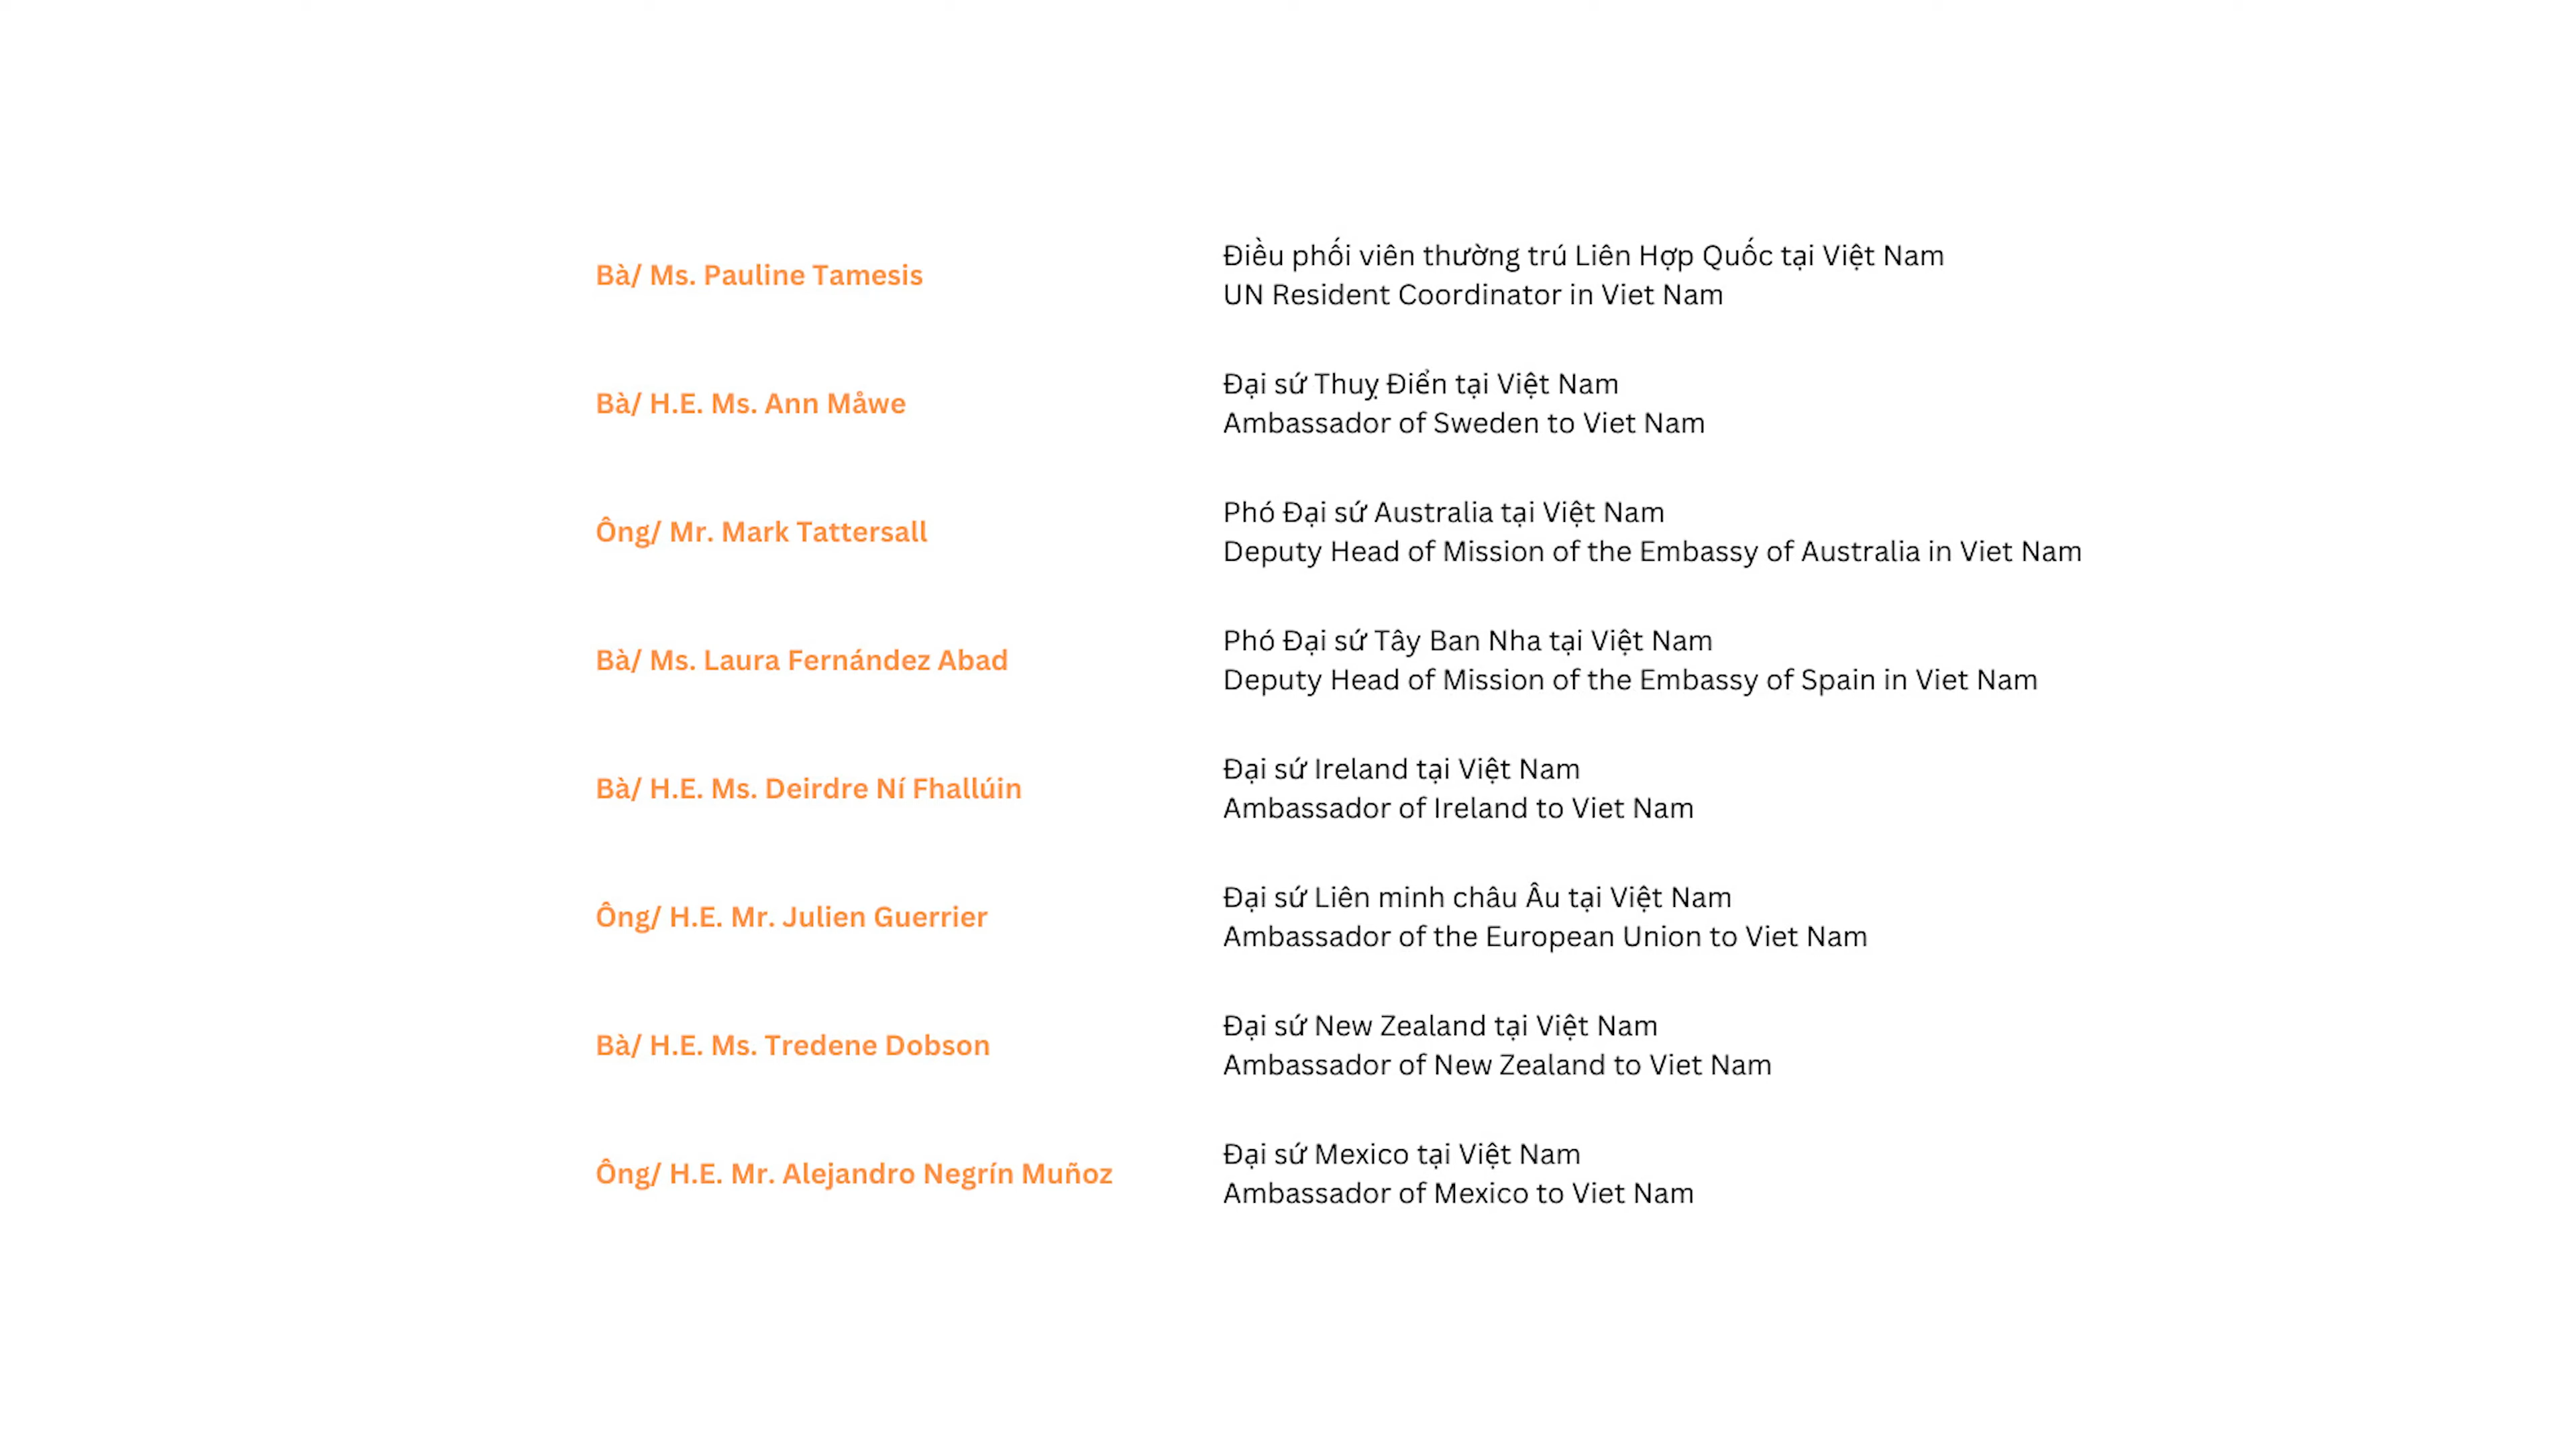 Bà/ Ms. Pauline Tamesis
Điều phối viên thường trú Liên Hợp Quốc tại Việt Nam
UN Resident Coordinator in Viet Nam
Bà/ H.E. Ms. Ann Måwe
Đại sứ Thuỵ Điển tại Việt Nam
Ambassador of Sweden to Viet Nam
Ông/ Mr. Mark Tattersall
Phó Đại sứ Australia tại Việt Nam
Deputy Head of Mission of the Embassy of Australia in Viet Nam
Bà/ Ms. Laura Fernández Abad
Phó Đại sứ Tây Ban Nha tại Việt Nam
Deputy Head of Mission of the Embassy of Spain in Viet Nam
Bà/ H.E. Ms. Deirdre Ní Fhallúin
Đại sứ Ireland tại Việt Nam
Ambassador of Ireland to Viet Nam
Ông/ H.E. Mr. Julien Guerrier
Đại sứ Liên minh châu Âu tại Việt Nam
Ambassador of the European Union to Viet Nam
Bà/ H.E. Ms. Tredene Dobson
Đại sứ New Zealand tại Việt Nam
Ambassador of New Zealand to Viet Nam
Ông/ H.E. Mr. Alejandro Negrín Muñoz
Đại sứ Mexico tại Việt Nam
Ambassador of Mexico to Viet Nam